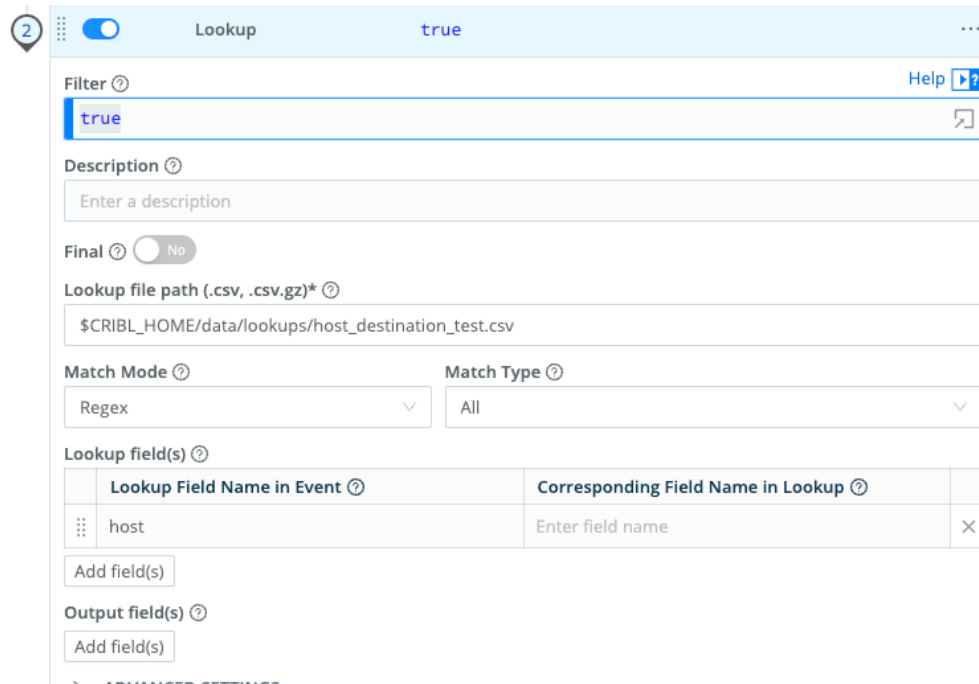 2 Lookup true ...
Filter ? Help ?
true
Description ?
Enter a description
Final ? No
Lookup file path (.csv, .csv.gz)* ?
$CRIBL_HOME/data/lookups/host_destination_test.csv
Match Mode ? Match Type ?
Regex All
Lookup field(s) ?
Lookup Field Name in Event ? Corresponding Field Name in Lookup ?
host Enter field name
Add field(s)
Output field(s) ?
Add field(s)
ADVANCED SETTINGS